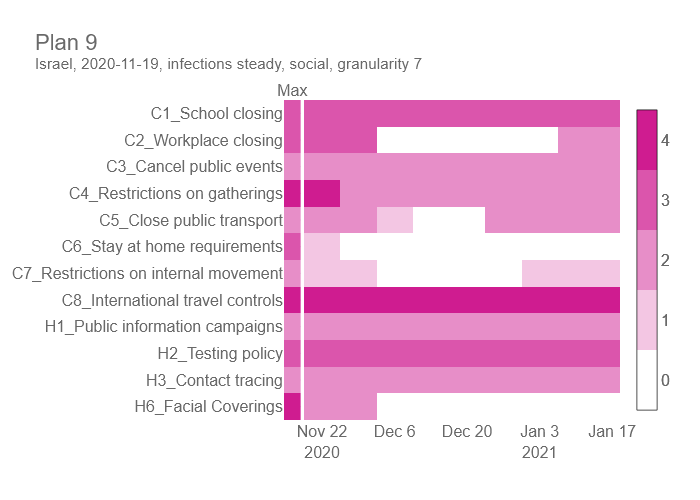 Plan 9
Israel, 2020-11-19, infections steady, social, granularity 7
Max
C1_School closing
C2_Workplace closing
C3_Cancel public events
C4_Restrictions on gatherings
C5_Close public transport
C6_Stay at home requirements
C7_Restrictions on internal movement
C8_International travel controls
H1_Public information campaigns
H2_Testing policy
H3_Contact tracing
H6_Facial Coverings
Nov 22 Dec 6 Dec 20 Jan 3 Jan 17
2020 2021
4
3
2
1
0